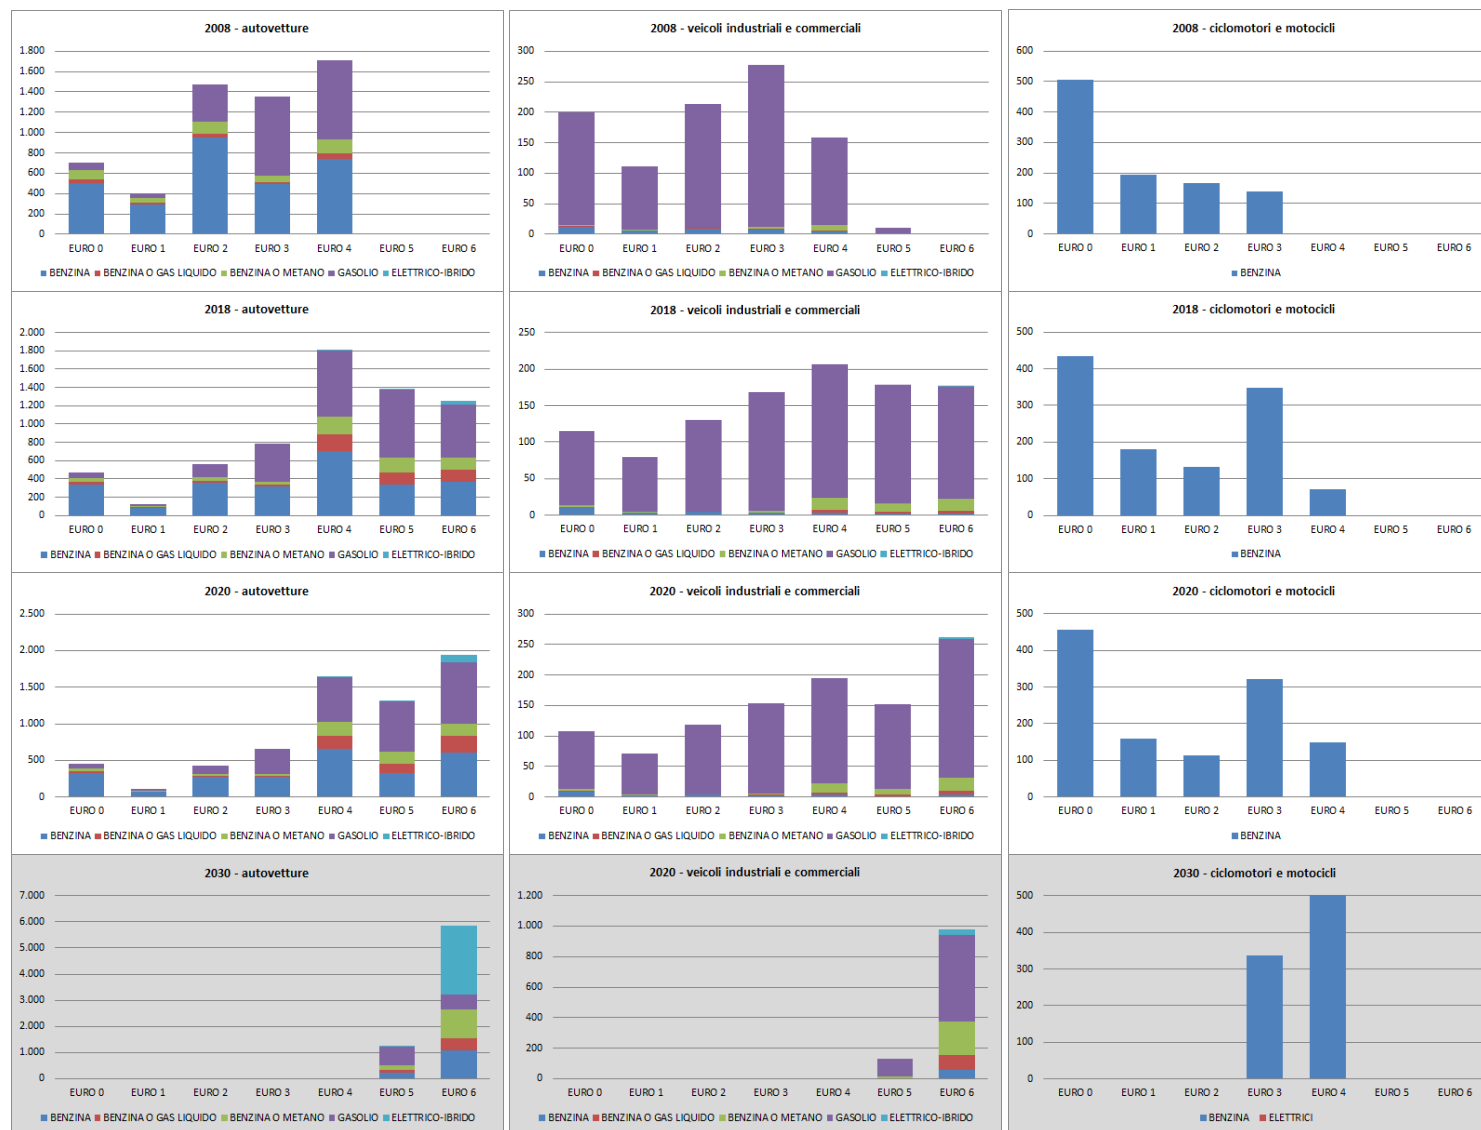 2008 - autovetture
1.800
1.600
1.400
1.200
1.000
800
600
400
200
0
EURO 0 EURO 1 EURO 2 EURO 3 EURO 4 EURO 5 EURO 6
BENZINA BENZINA O GAS LIQUIDO BENZINA O METANO GASOLIO ELETTRICO-IBRIDO
2008 - veicoli industriali e commerciali
300
250
200
150
100
50
0
EURO 0 EURO 1 EURO 2 EURO 3 EURO 4 EURO 5 EURO 6
BENZINA BENZINA O GAS LIQUIDO BENZINA O METANO GASOLIO ELETTRICO-IBRIDO
2008 - ciclomotori e motocicli
600
500
400
300
200
100
0
EURO 0 EURO 1 EURO 2 EURO 3 EURO 4 EURO 5 EURO 6
BENZINA
2018 - autovetture
2.000
1.800
1.600
1.400
1.200
1.000
800
600
400
200
0
EURO 0 EURO 1 EURO 2 EURO 3 EURO 4 EURO 5 EURO 6
BENZINA BENZINA O GAS LIQUIDO BENZINA O METANO GASOLIO ELETTRICO-IBRIDO
2018 - veicoli industriali e commerciali
250
200
150
100
50
0
EURO 0 EURO 1 EURO 2 EURO 3 EURO 4 EURO 5 EURO 6
BENZINA BENZINA O GAS LIQUIDO BENZINA O METANO GASOLIO ELETTRICO-IBRIDO
2018 - ciclomotori e motocicli
500
400
300
200
100
0
EURO 0 EURO 1 EURO 2 EURO 3 EURO 4 EURO 5 EURO 6
BENZINA
2020 - autovetture
2.500
2.000
1.500
1.000
500
0
EURO 0 EURO 1 EURO 2 EURO 3 EURO 4 EURO 5 EURO 6
BENZINA BENZINA O GAS LIQUIDO BENZINA O METANO GASOLIO ELETTRICO-IBRIDO
2020 - veicoli industriali e commerciali
300
250
200
150
100
50
0
EURO 0 EURO 1 EURO 2 EURO 3 EURO 4 EURO 5 EURO 6
BENZINA BENZINA O GAS LIQUIDO BENZINA O METANO GASOLIO ELETTRICO-IBRIDO
2020 - ciclomotori e motocicli
500
400
300
200
100
0
EURO 0 EURO 1 EURO 2 EURO 3 EURO 4 EURO 5 EURO 6
BENZINA
2030 - autovetture
7.000
6.000
5.000
4.000
3.000
2.000
1.000
0
EURO 0 EURO 1 EURO 2 EURO 3 EURO 4 EURO 5 EURO 6
BENZINA BENZINA O GAS LIQUIDO BENZINA O METANO GASOLIO ELETTRICO-IBRIDO
2020 - veicoli industriali e commerciali
1.200
1.000
800
600
400
200
0
EURO 0 EURO 1 EURO 2 EURO 3 EURO 4 EURO 5 EURO 6
BENZINA BENZINA O GAS LIQUIDO BENZINA O METANO GASOLIO ELETTRICO-IBRIDO
2030 - ciclomotori e motocicli
500
400
300
200
100
0
EURO 0 EURO 1 EURO 2 EURO 3 EURO 4 EURO 5 EURO 6
BENZINA ELETTRICI